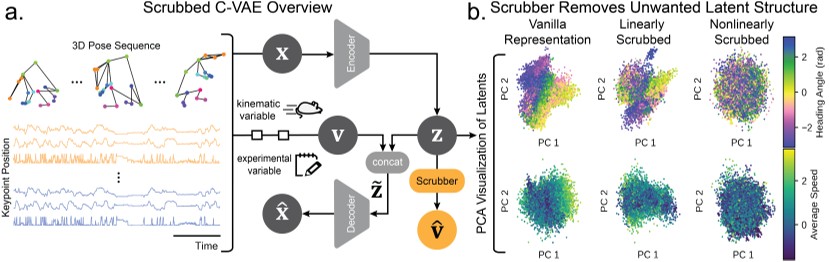 a.
Scrubbed C-VAE Overview
3D Pose Sequence
...
...
Keypoint Position
Time
X
Encoder
kinematic
variable
experimental
variable
V
concat
Z
z̃
Scrubber
X̂
Decoder
v̂
b.
Scrubber Removes Unwanted Latent Structure
Vanilla
Representation
Linearly
Scrubbed
Nonlinearly
Scrubbed
PCA Visualization of Latents
PC 2
PC 1
PC 2
PC 1
PC 2
PC 1
2
0
−2
Heading Angle (rad)
PC 2
PC 1
PC 2
PC 1
PC 2
PC 1
2
0
Average Speed